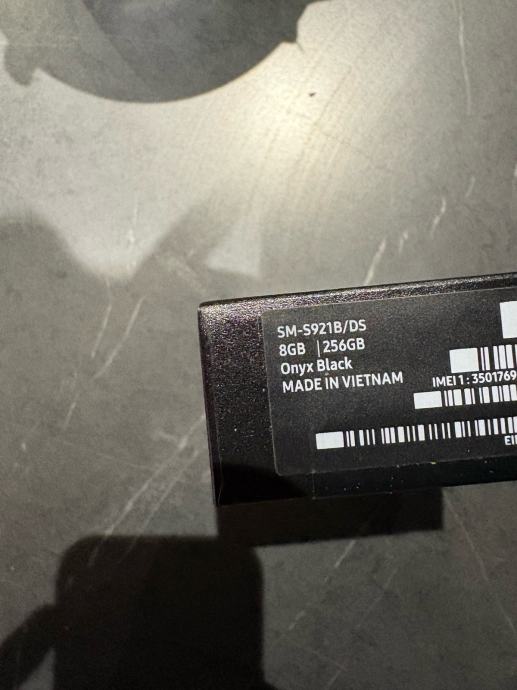 SM-S921B/DS
8GB | 256GB
Onyx Black
MADE IN VIETNAM
IMEI 1 : 3501769